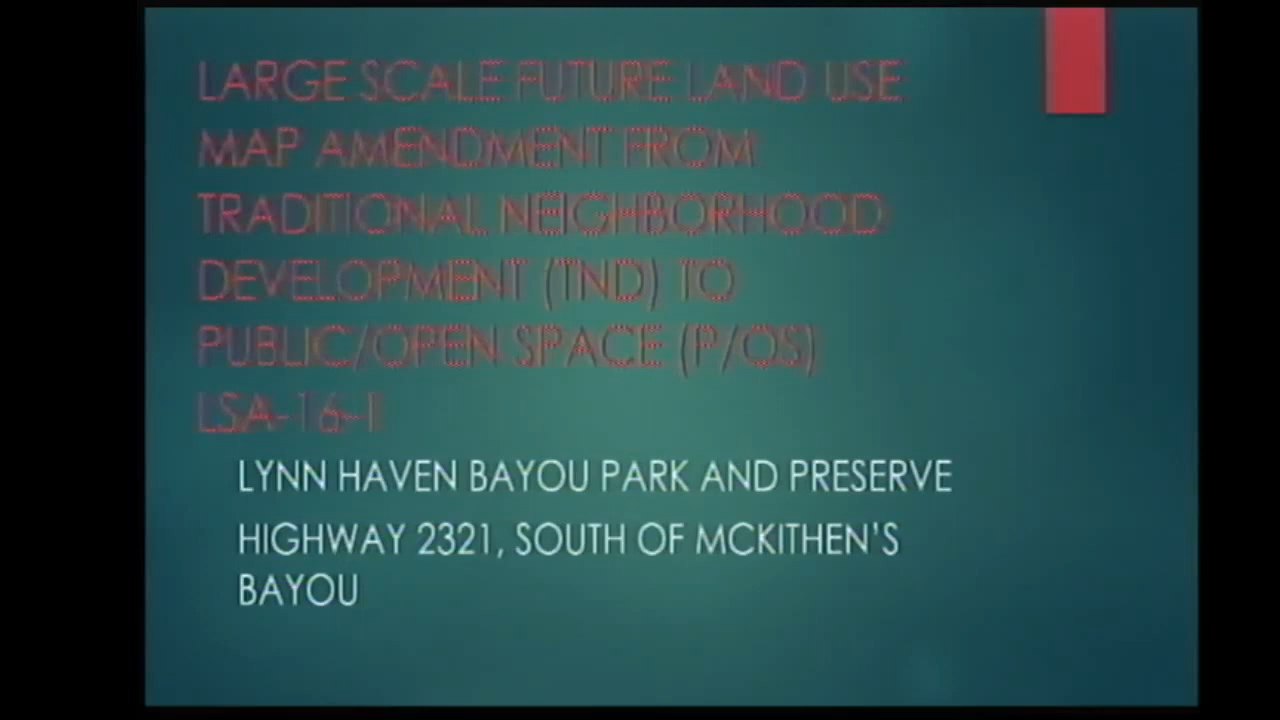 LARGE SCALE FUTURE LAND USE
MAP AMENDMENT FROM
TRADITIONAL NEIGHBORHOOD
DEVELOPMENT (TND) TO
PUBLIC/OPEN SPACE (P/OS)
LSA-16-1
LYNN HAVEN BAYOU PARK AND PRESERVE
HIGHWAY 2321, SOUTH OF MCKITHEN'S
BAYOU